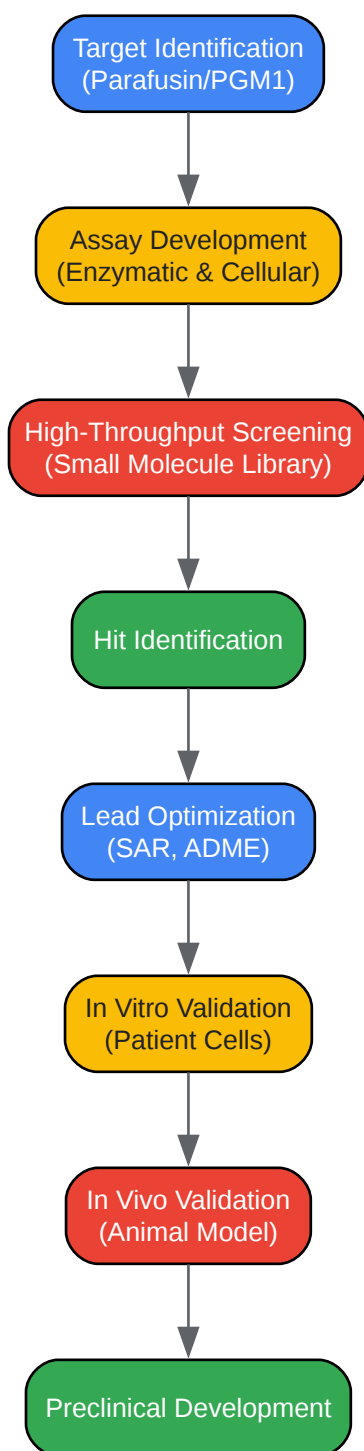 Target Identification
(Parafusin/PGM1)
Assay Development
(Enzymatic & Cellular)
High-Throughput Screening
(Small Molecule Library)
Hit Identification
Lead Optimization
(SAR, ADME)
In Vitro Validation
(Patient Cells)
In Vivo Validation
(Animal Model)
Preclinical Development